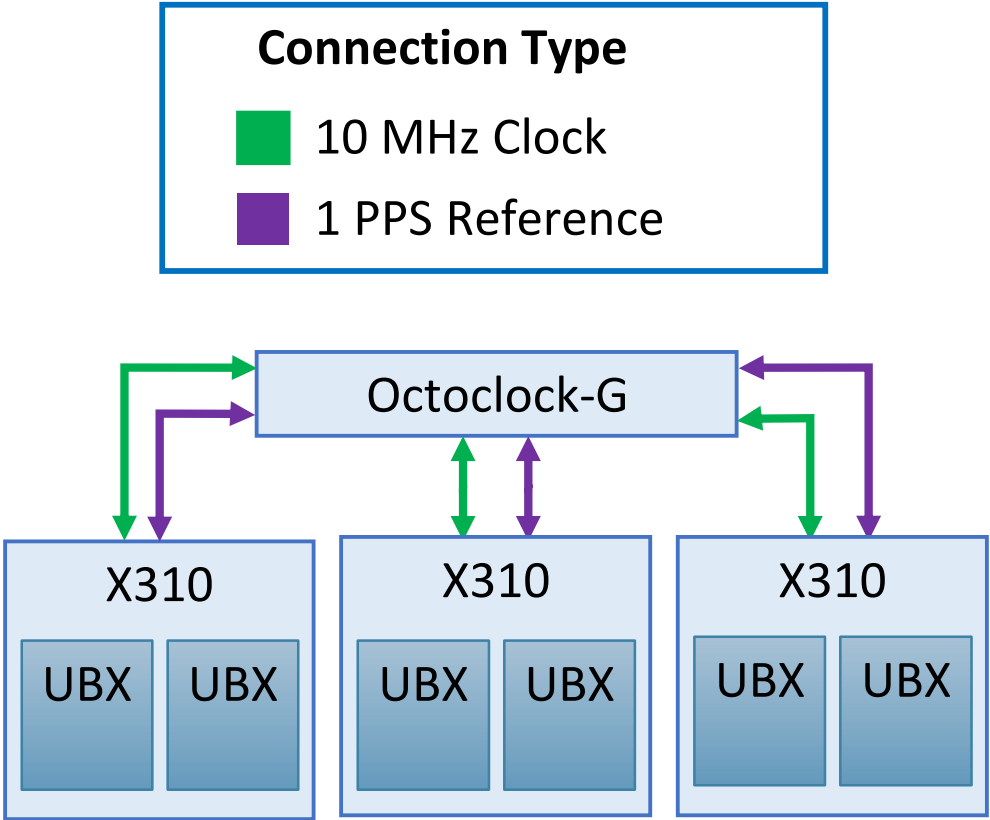 Connection Type
10 MHz Clock
1 PPS Reference
Octoclock-G
X310
UBX
UBX
X310
UBX
UBX
X310
UBX
UBX